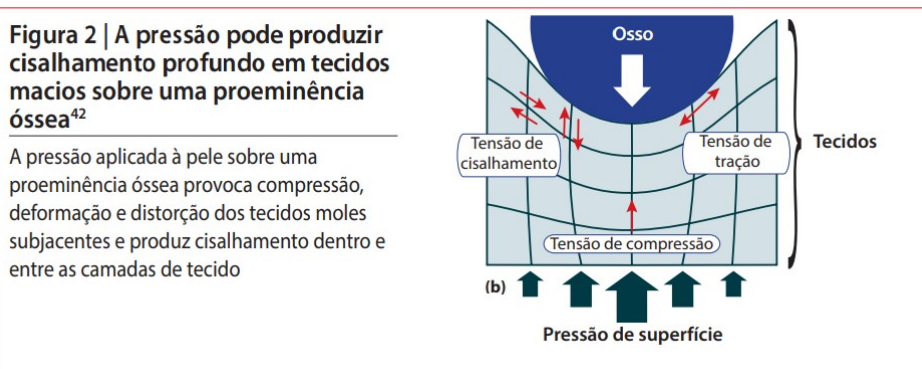 Figura 2 | A pressão pode produzir
cisalhamento profundo em tecidos
macios sobre uma proeminência
óssea⁴²
A pressão aplicada à pele sobre uma
proeminência óssea provoca compressão,
deformação e distorção dos tecidos moles
subjacentes e produz cisalhamento dentro e
entre as camadas de tecido
Osso
Tensão de
cisalhamento
Tensão de
tração
Tecidos
Tensão de compressão
(b)
Pressão de superfície